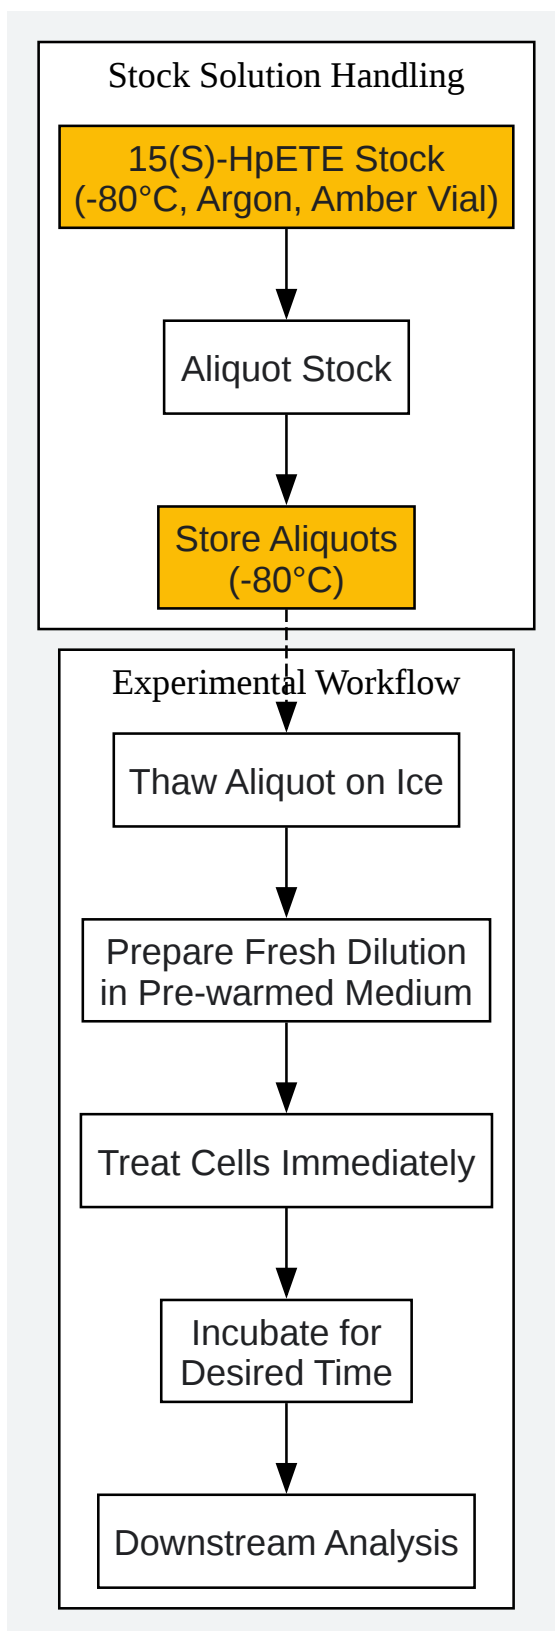 Stock Solution Handling
15(S)-HpETE Stock
(-80°C, Argon, Amber Vial)
Aliquot Stock
Store Aliquots
(-80°C)
Experimental Workflow
Thaw Aliquot on Ice
Prepare Fresh Dilution
in Pre-warmed Medium
Treat Cells Immediately
Incubate for
Desired Time
Downstream Analysis